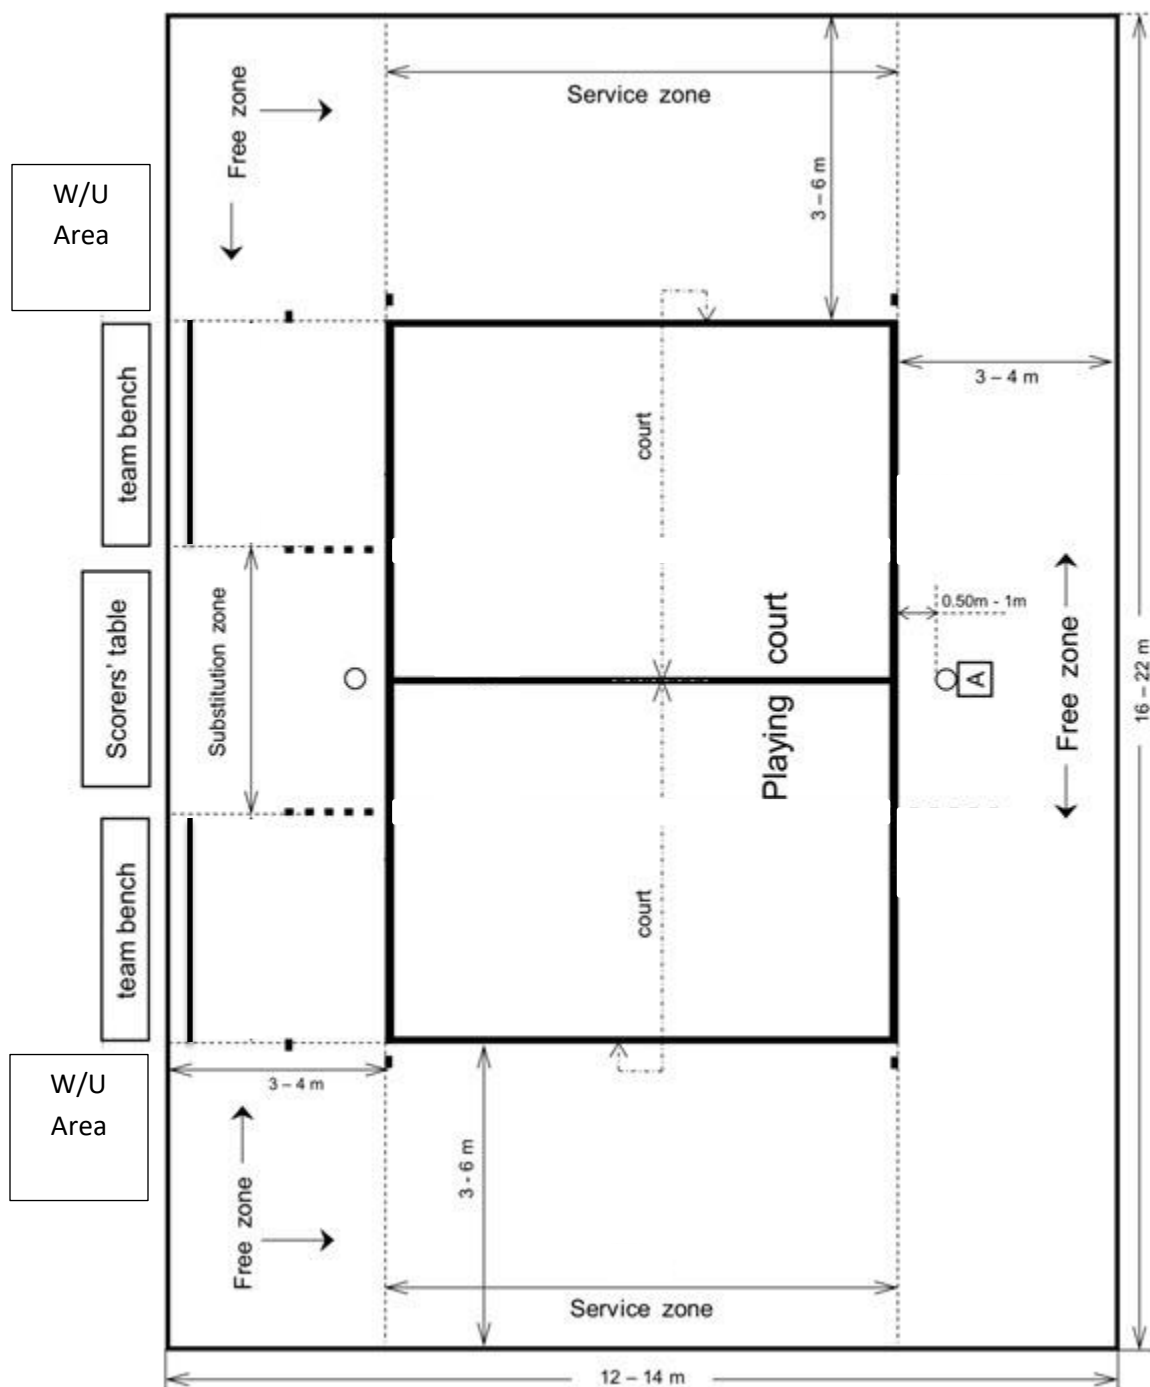 Service zone
Free zone
3 – 6 m
W/U
Area
team bench
court
3 – 4 m
Scorers' table
Substitution zone
Playing court
0.50m - 1m
A
Free zone
16 – 22 m
team bench
court
W/U
Area
3 – 4 m
3 - 6 m
Free zone
Service zone
12 – 14 m